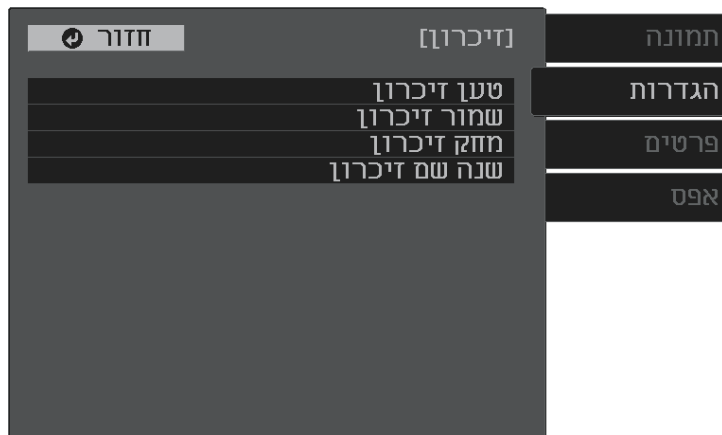 תמונה
הגדרות
פרטים
אפס
[זיכרון]
חזור
טען זיכרון
שמור זיכרון
מחק זיכרון
שנה שם זיכרון